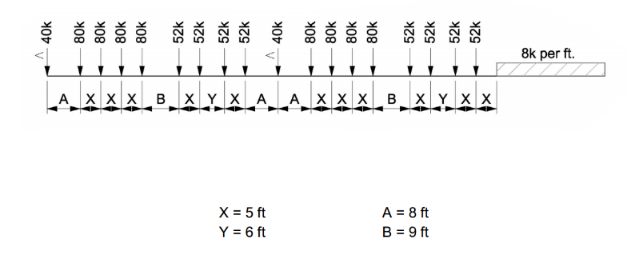 40k 80k 80k 80k 80k 52k 52k 52k 52k 40k 80k 80k 80k 80k 52k 52k 52k 52k
8k per ft.
A X X X B X Y X A A X X X B X Y X X
X = 5 ft A = 8 ft
Y = 6 ft B = 9 ft